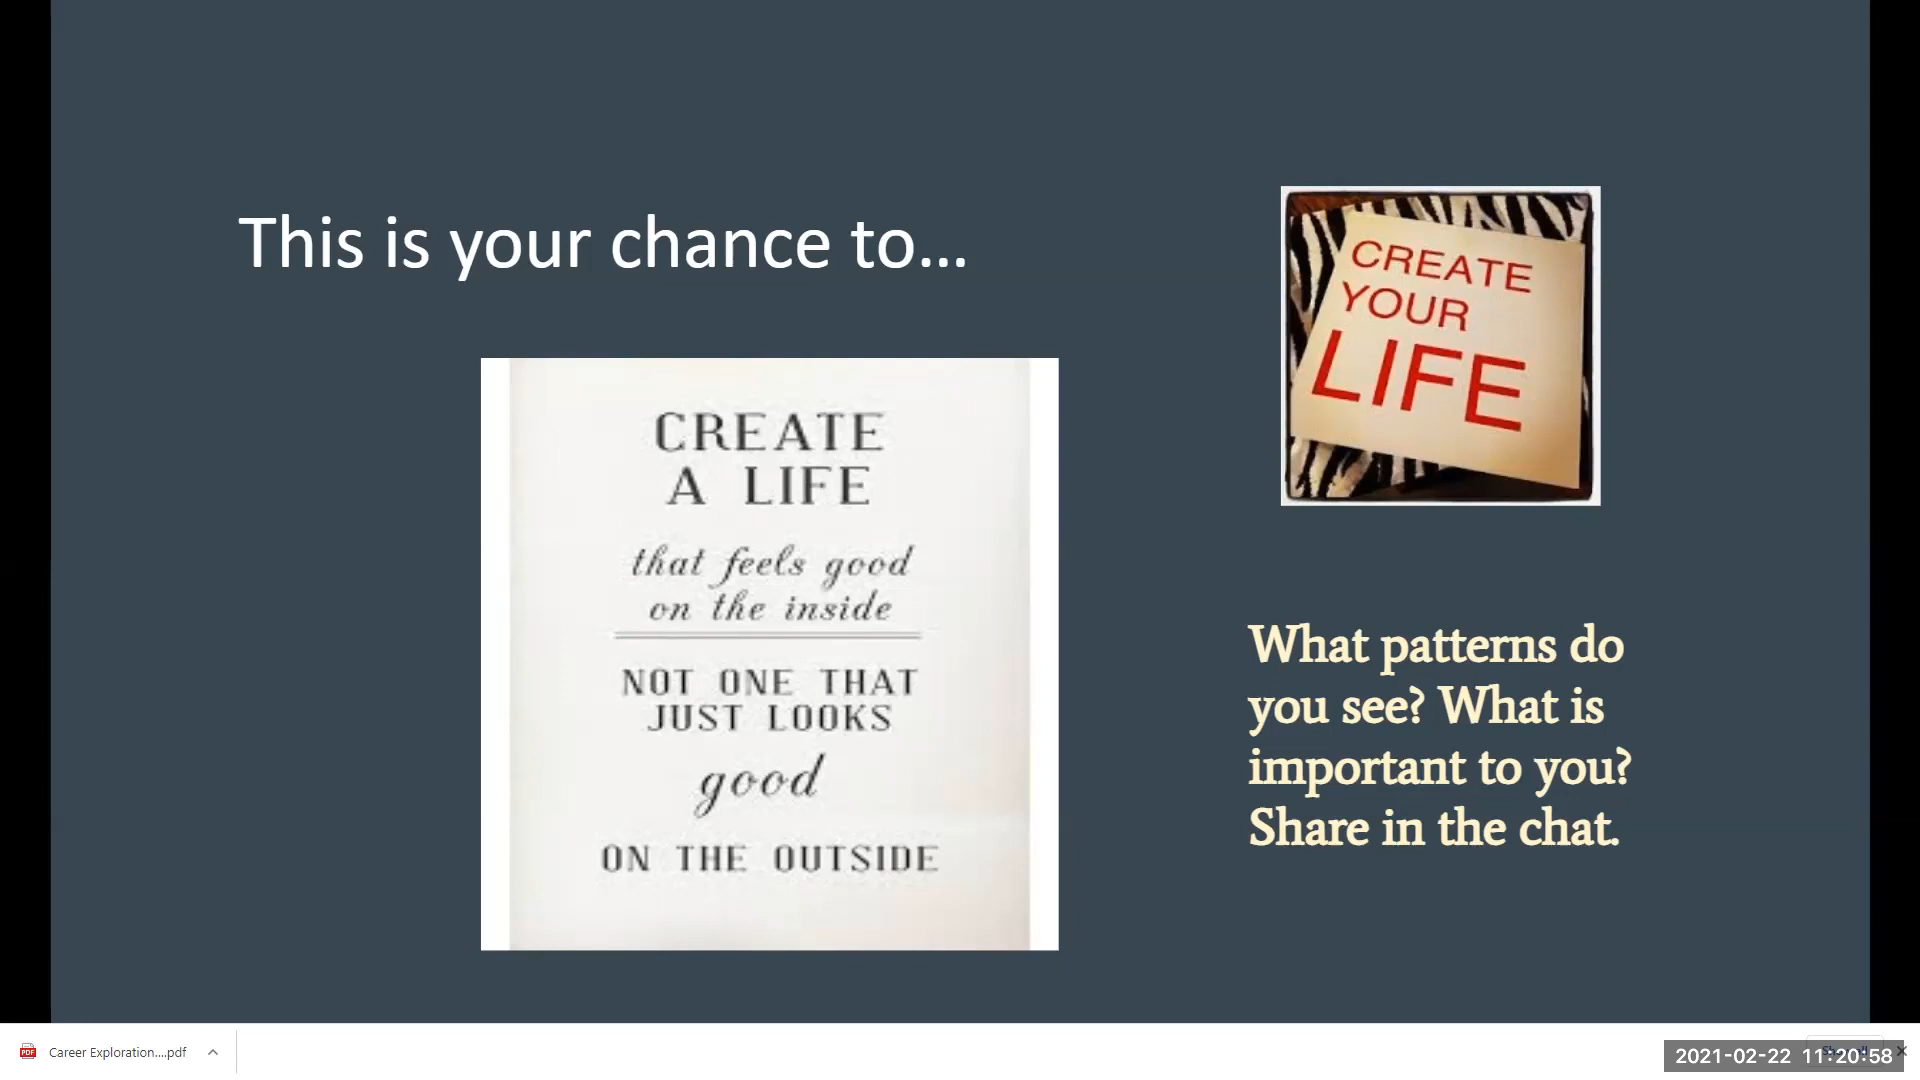 This is your chance to...
CREATE
YOUR
LIFE
CREATE
A LIFE
that feels good
on the inside
NOT ONE THAT
JUST LOOKS
good
ON THE OUTSIDE
What patterns do
you see? What is
important to you?
Share in the chat.
Career Exploration....pdf
2021-02-22 11:20:58